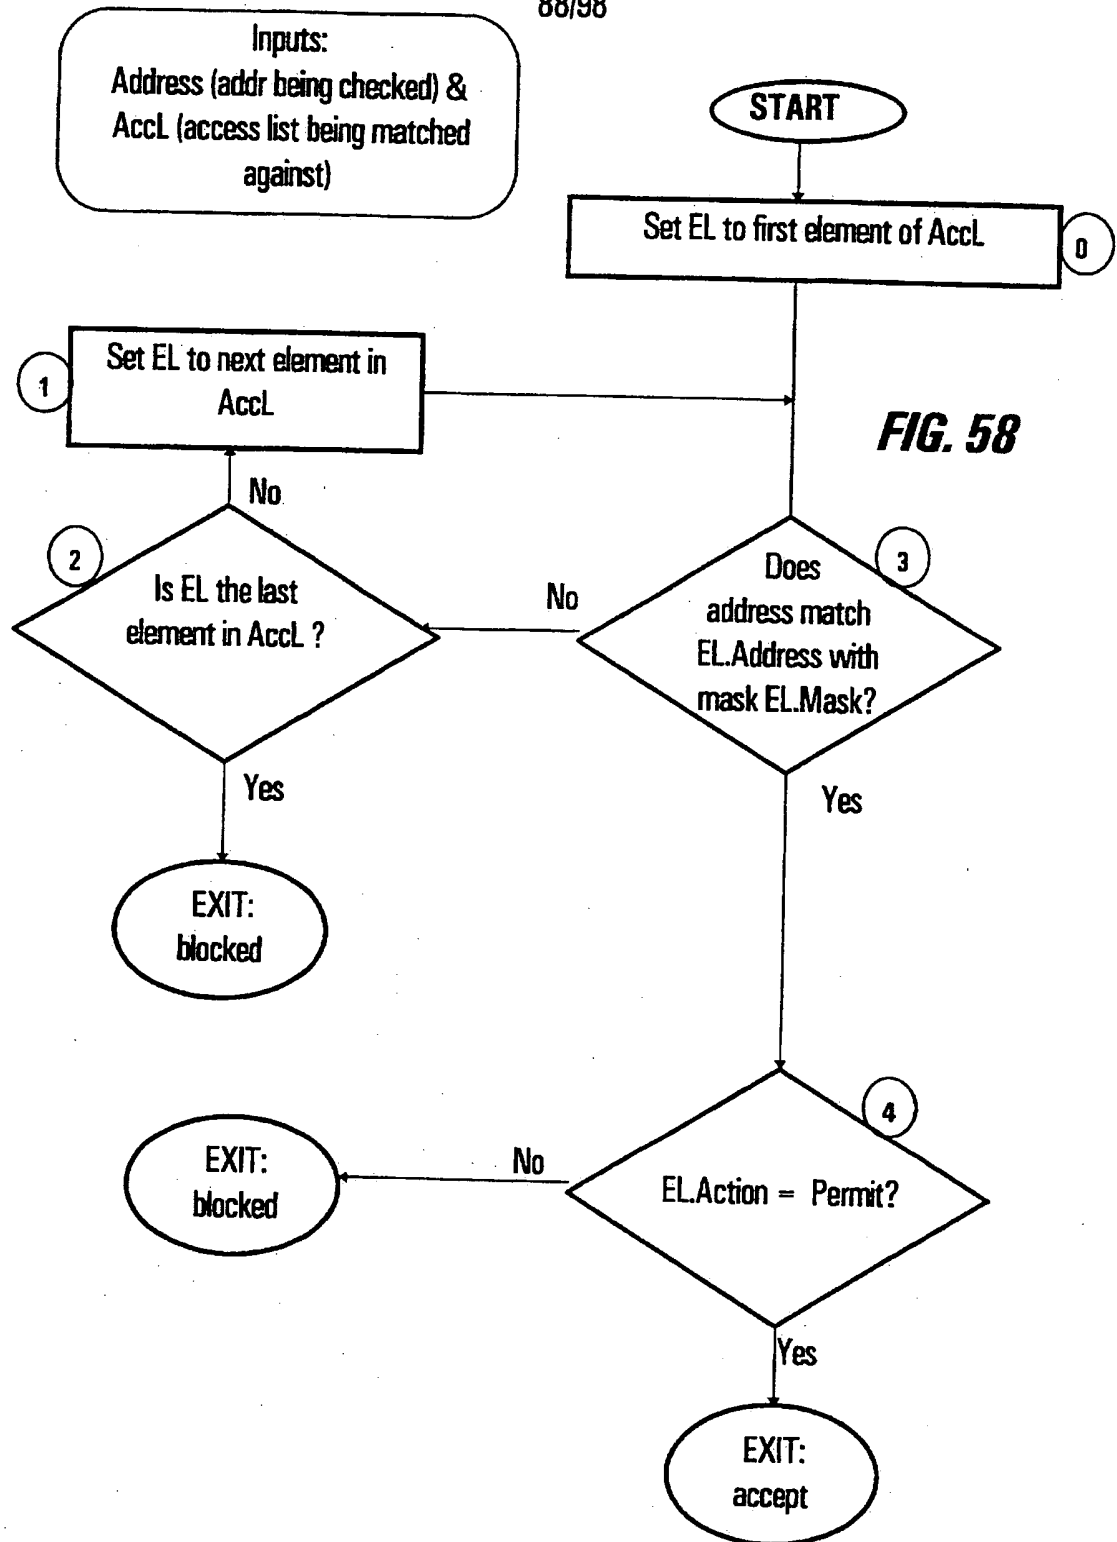 88/98
Inputs:
Address (addr being checked) &
AccL (access list being matched
against)
START
Set EL to first element of AccL
0
Set EL to next element in
AccL
1
FIG. 58
No
2
Is EL the last
element in AccL ?
No
3
Does
address match
EL.Address with
mask EL.Mask?
Yes
Yes
EXIT:
blocked
4
EXIT:
blocked
No
EL.Action = Permit?
Yes
EXIT:
accept